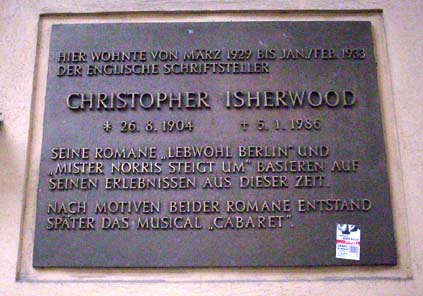 HIER WOHNTE VON MÄRZ 1929 BIS JAN./FEB. 1933
DER ENGLISCHE SCHRIFTSTELLER
CHRISTOPHER ISHERWOOD
* 26. 8. 1904 † 5. 1. 1986
SEINE ROMANE „LEBWOHL BERLIN" UND
„MISTER NORRIS STEIGT UM" BASIEREN AUF
SEINEN ERLEBNISSEN AUS DIESER ZEIT.
NACH MOTIVEN BEIDER ROMANE ENTSTAND
SPÄTER DAS MUSICAL „CABARET".